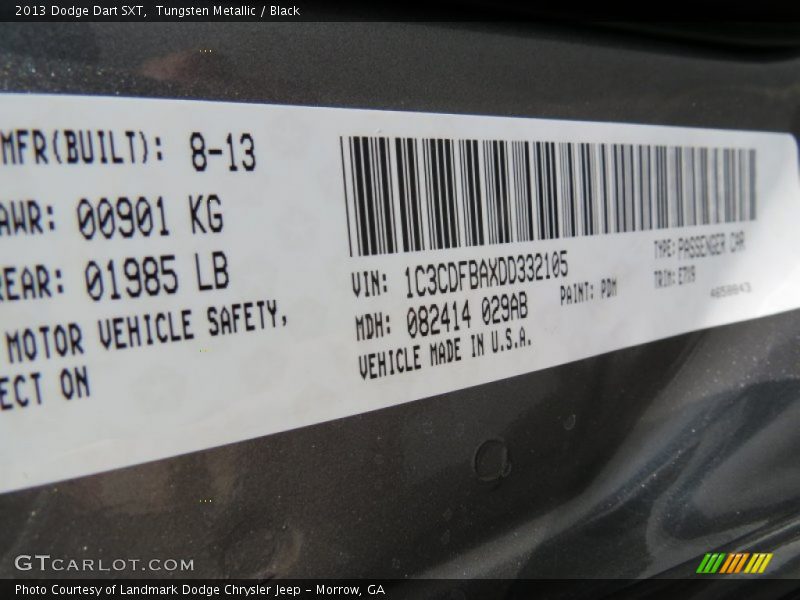 2013 Dodge Dart SXT,  Tungsten Metallic / Black
MFR(BUILT): 8-13
AWR: 00901 KG
REAR: 01985 LB
MOTOR VEHICLE SAFETY,
ECT ON
VIN: 1C3CDFBAXDD332105
TYPE: PASSENGER CAR
MDH: 082414 029AB
PAINT: PDM
TRIM: E7X9
VEHICLE MADE IN U.S.A.
GTCARLOT.COM
Photo Courtesy of Landmark Dodge Chrysler Jeep - Morrow, GA